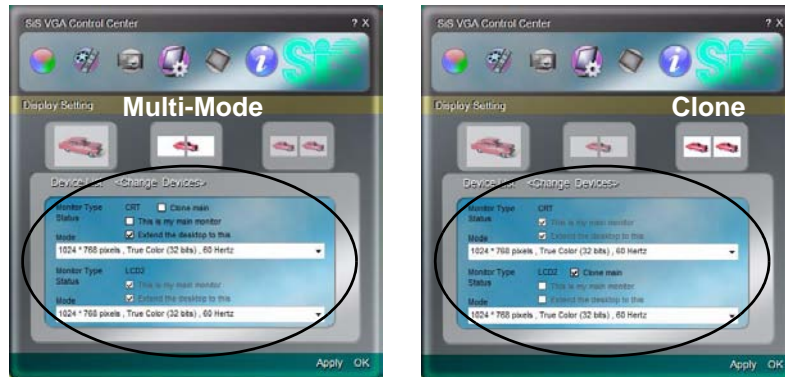 SiS VGA Control Center ? X
SiS
Display Setting Multi-Mode
Device List <Change Devices>
Monitor Type CRT Clone main
Status This is my main monitor
Extend the desktop to this
Mode
1024 * 768 pixels , True Color (32 bits) , 60 Hertz
Monitor Type LCD2
Status This is my main monitor
Extend the desktop to this
Mode
1024 * 768 pixels , True Color (32 bits) , 60 Hertz
Apply OK
SiS VGA Control Center ? X
SiS
Display Setting Clone
Device List <Change Devices>
Monitor Type CRT
Status This is my main monitor
Extend the desktop to this
Mode
1024 * 768 pixels , True Color (32 bits) , 60 Hertz
Monitor Type LCD2 Clone main
Status This is my main monitor
Extend the desktop to this
Mode
1024 * 768 pixels , True Color (32 bits) , 60 Hertz
Apply OK